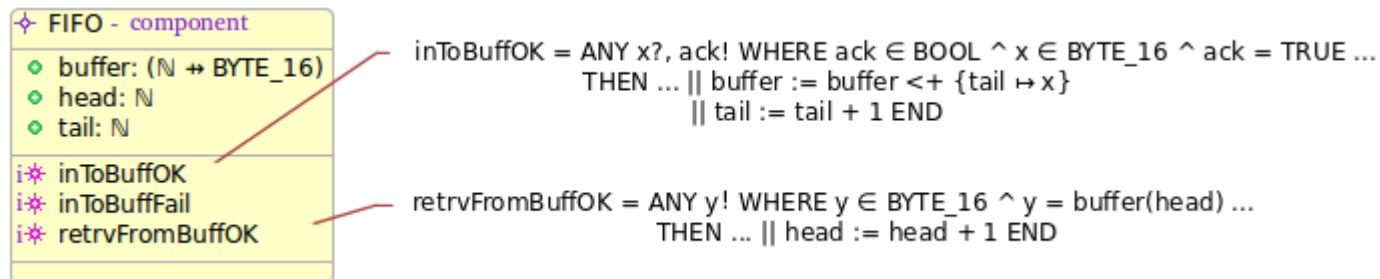 FIFO - component
buffer: (ℕ ⇸ BYTE_16)
head: ℕ
tail: ℕ
inToBuffOK
inToBuffFail
retrvFromBuffOK
inToBuffOK = ANY x?, ack! WHERE ack ∈ BOOL ^ x ∈ BYTE_16 ^ ack = TRUE ...
THEN ... || buffer := buffer <+ {tail ↦ x}
|| tail := tail + 1 END
retrvFromBuffOK = ANY y! WHERE y ∈ BYTE_16 ^ y = buffer(head) ...
THEN ... || head := head + 1 END